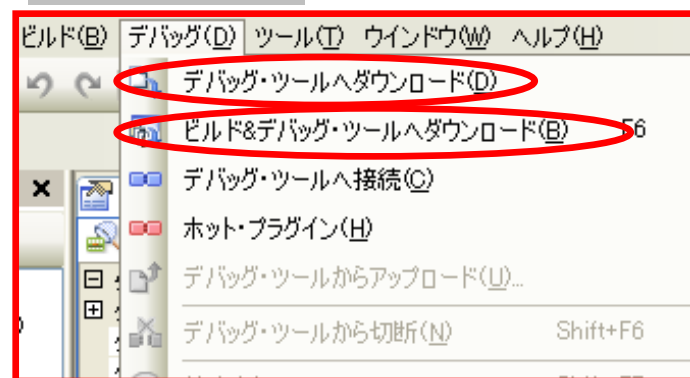 ビルド(B) デバッグ(D) ツール(T) ウインドウ(W) ヘルプ(H)
デバッグ・ツールへダウンロード(D)
ビルド&デバッグ・ツールへダウンロード(B) F6
デバッグ・ツールへ接続(C)
ホット・プラグイン(H)
デバッグ・ツールからアップロード(U)...
デバッグ・ツールから切断(N) Shift+F6